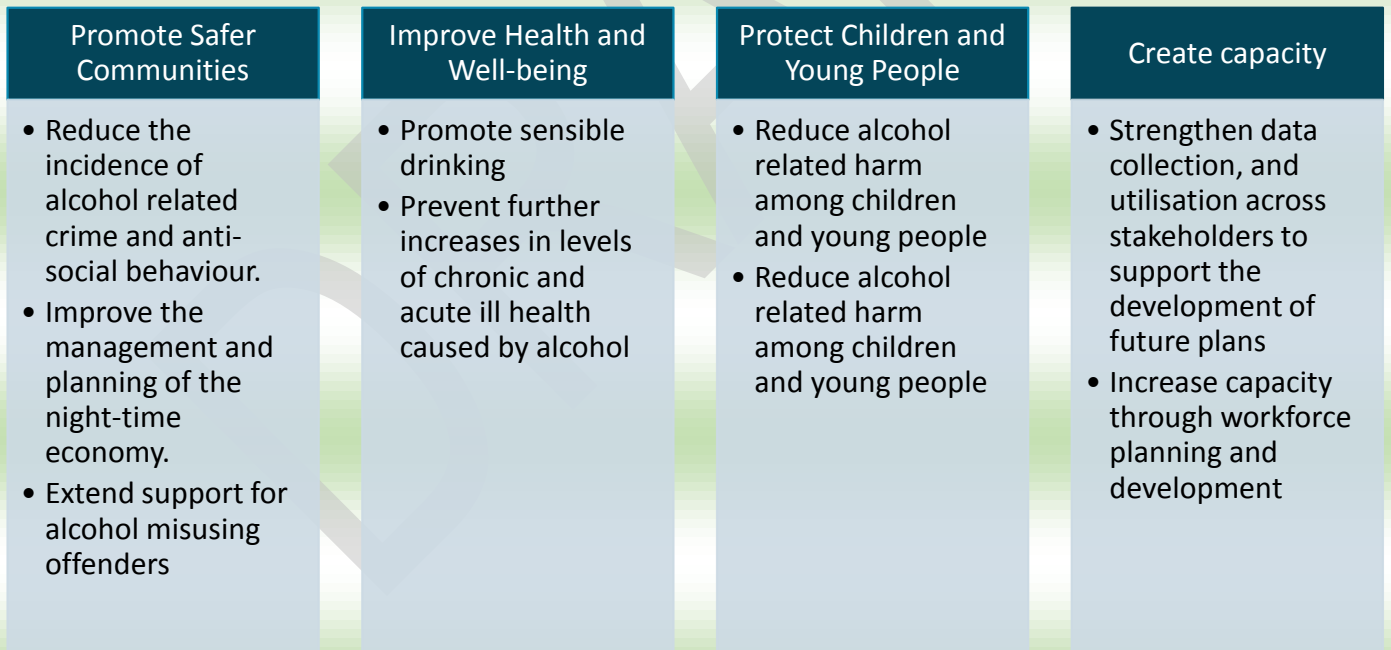 Promote Safer
Communities
• Reduce the
incidence of
alcohol related
crime and anti-
social behaviour.
• Improve the
management and
planning of the
night-time
economy.
• Extend support for
alcohol misusing
offenders
Improve Health and
Well-being
• Promote sensible
drinking
• Prevent further
increases in levels
of chronic and
acute ill health
caused by alcohol
Protect Children and
Young People
• Reduce alcohol
related harm
among children
and young people
• Reduce alcohol
related harm
among children
and young people
Create capacity
• Strengthen data
collection, and
utilisation across
stakeholders to
support the
development of
future plans
• Increase capacity
through workforce
planning and
development